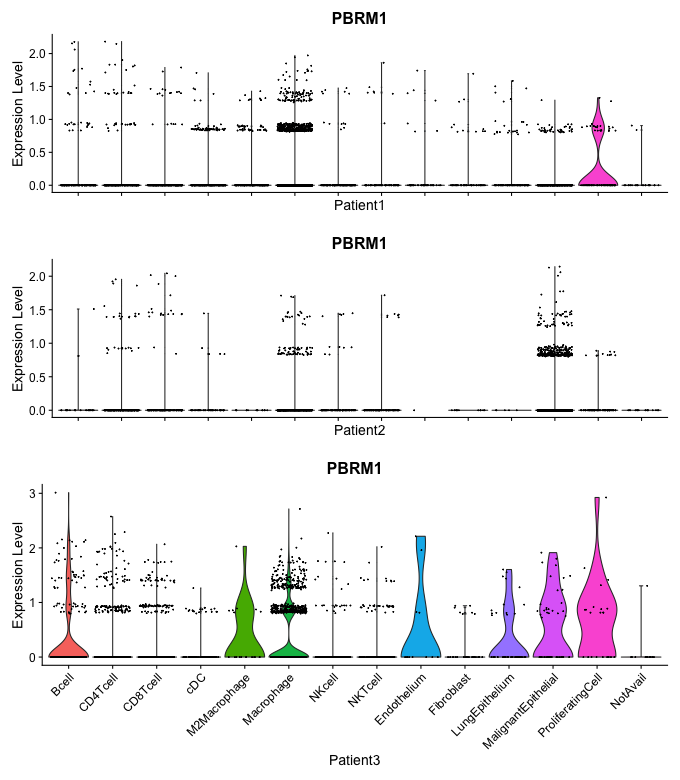 PBRM1
Expression Level
2.0
1.5
1.0
0.5
0.0
Patient1
PBRM1
Expression Level
2.0
1.5
1.0
0.5
0.0
Patient2
PBRM1
Expression Level
3
2
1
0
Bcell
CD4Tcell
CD8Tcell
cDC
M2Macrophage
Macrophage
NKcell
NKTcell
Endothelium
Fibroblast
LungEpithelium
MalignantEpithelial
ProliferatingCell
NotAvail
Patient3